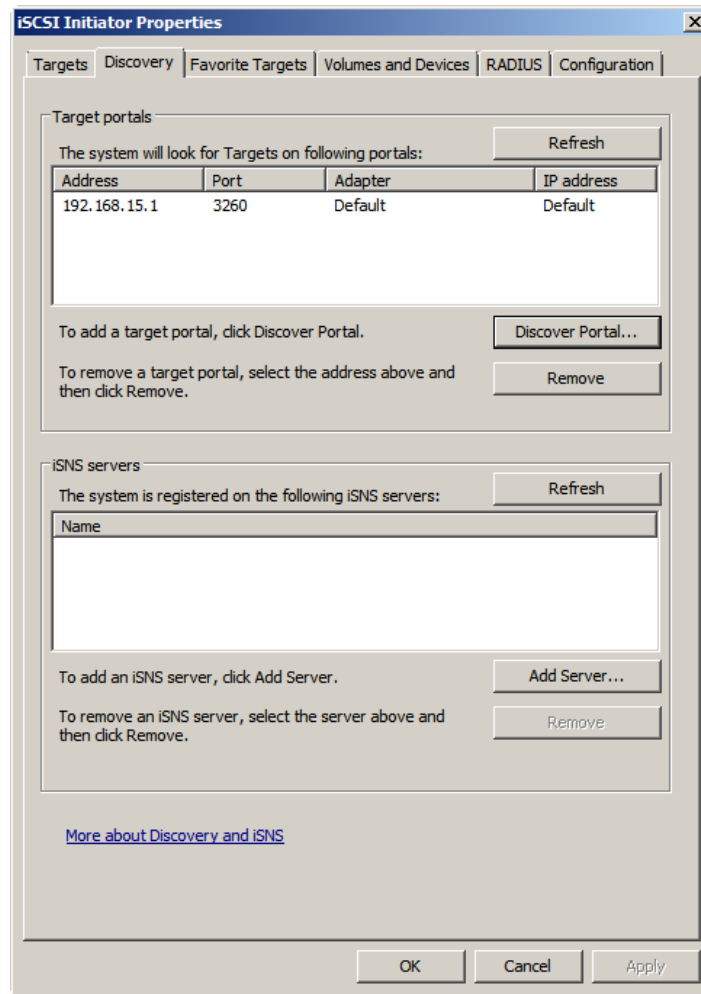 iSCSI Initiator Properties
Targets Discovery Favorite Targets Volumes and Devices RADIUS Configuration
Target portals
The system will look for Targets on following portals:
Refresh
Address Port Adapter IP address
192.168.15.1 3260 Default Default
To add a target portal, click Discover Portal.
Discover Portal...
To remove a target portal, select the address above and
then click Remove.
Remove
iSNS servers
The system is registered on the following iSNS servers:
Refresh
Name
To add an iSNS server, click Add Server.
Add Server...
To remove an iSNS server, select the server above and
then click Remove.
Remove
More about Discovery and iSNS
OK Cancel Apply